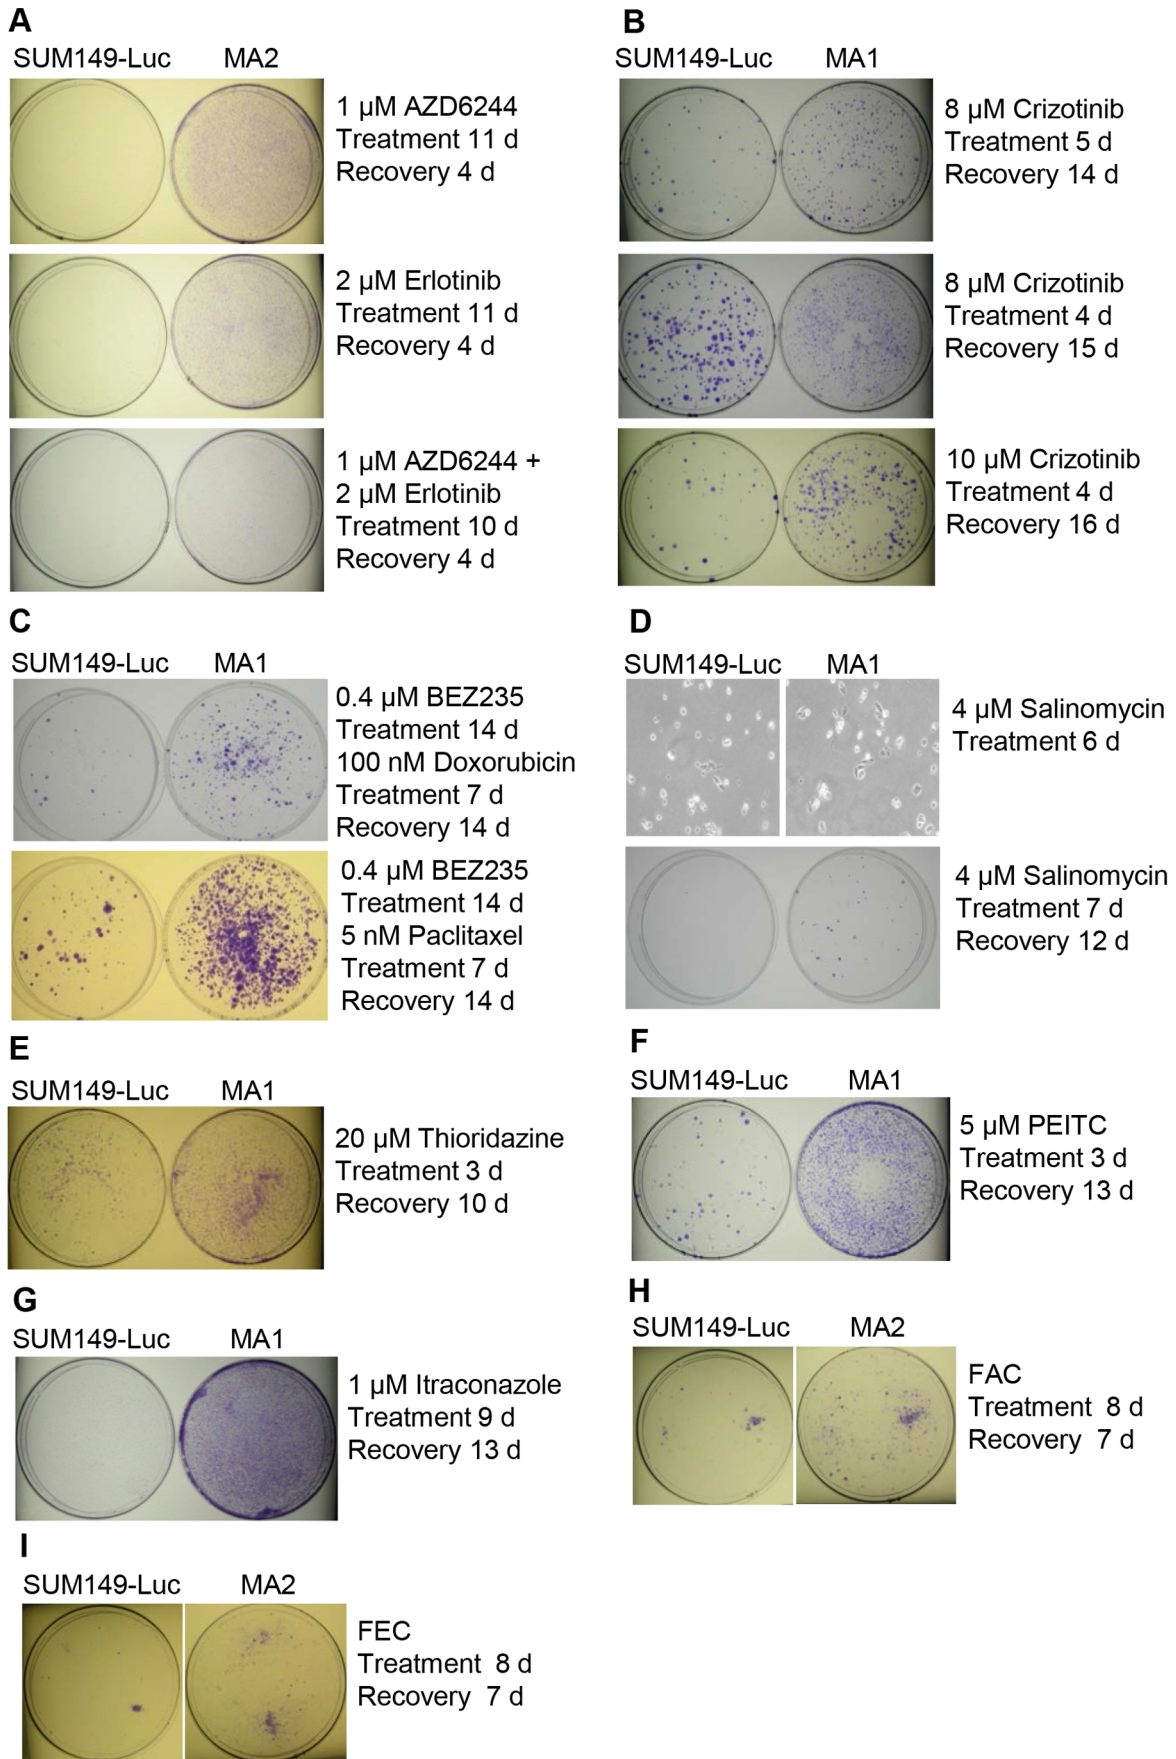 A
SUM149-Luc MA2
1 µM AZD6244
Treatment 11 d
Recovery 4 d
2 µM Erlotinib
Treatment 11 d
Recovery 4 d
1 µM AZD6244 +
2 µM Erlotinib
Treatment 10 d
Recovery 4 d
B
SUM149-Luc MA1
8 µM Crizotinib
Treatment 5 d
Recovery 14 d
8 µM Crizotinib
Treatment 4 d
Recovery 15 d
10 µM Crizotinib
Treatment 4 d
Recovery 16 d
C
SUM149-Luc MA1
0.4 µM BEZ235
Treatment 14 d
100 nM Doxorubicin
Treatment 7 d
Recovery 14 d
0.4 µM BEZ235
Treatment 14 d
5 nM Paclitaxel
Treatment 7 d
Recovery 14 d
D
SUM149-Luc MA1
4 µM Salinomycin
Treatment 6 d
4 µM Salinomycin
Treatment 7 d
Recovery 12 d
E
SUM149-Luc MA1
20 µM Thioridazine
Treatment 3 d
Recovery 10 d
F
SUM149-Luc MA1
5 µM PEITC
Treatment 3 d
Recovery 13 d
G
SUM149-Luc MA1
1 µM Itraconazole
Treatment 9 d
Recovery 13 d
H
SUM149-Luc MA2
FAC
Treatment 8 d
Recovery 7 d
I
SUM149-Luc MA2
FEC
Treatment 8 d
Recovery 7 d